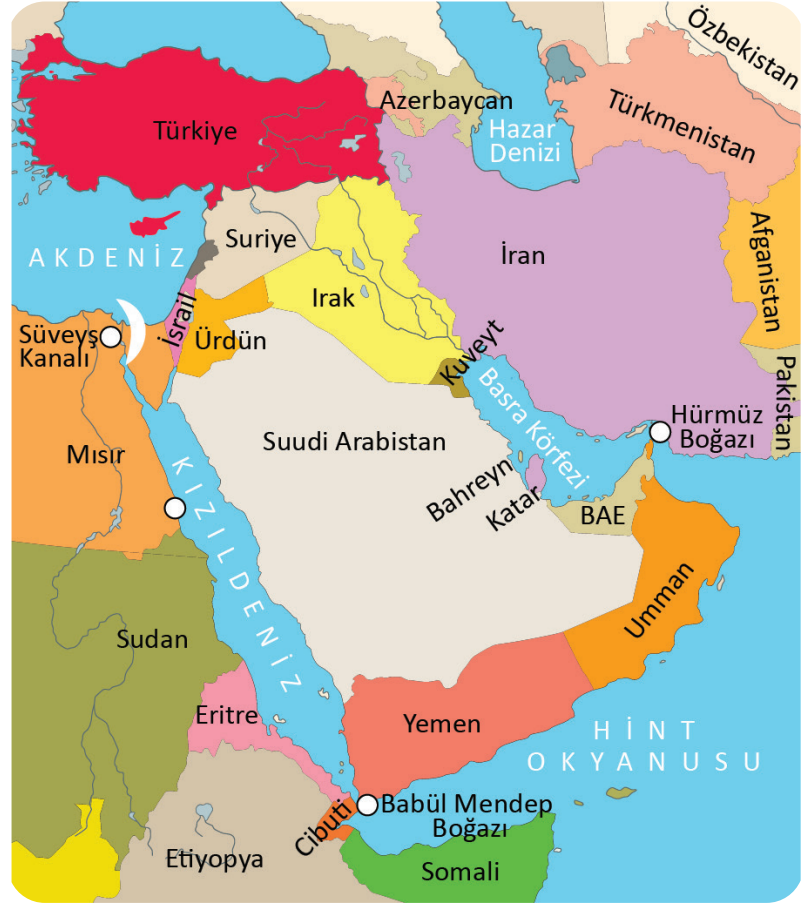 Özbekistan
Azerbaycan
Türkiye
Hazar
Denizi
Türkmenistan
Suriye
AKDENİZ
İran
Afganistan
Irak
İsrail
Süveyş
Kanalı
Ürdün
Kuveyt
Basra Körfezi
Pakistan
Hürmüz
Boğazı
Suudi Arabistan
Mısır
Bahreyn
Katar
BAE
KIZILDENİZ
Umman
Sudan
Eritre
Yemen
HİNT
OKYANUSU
Cibuti
Babül Mendep
Boğazı
Etiyopya
Somali